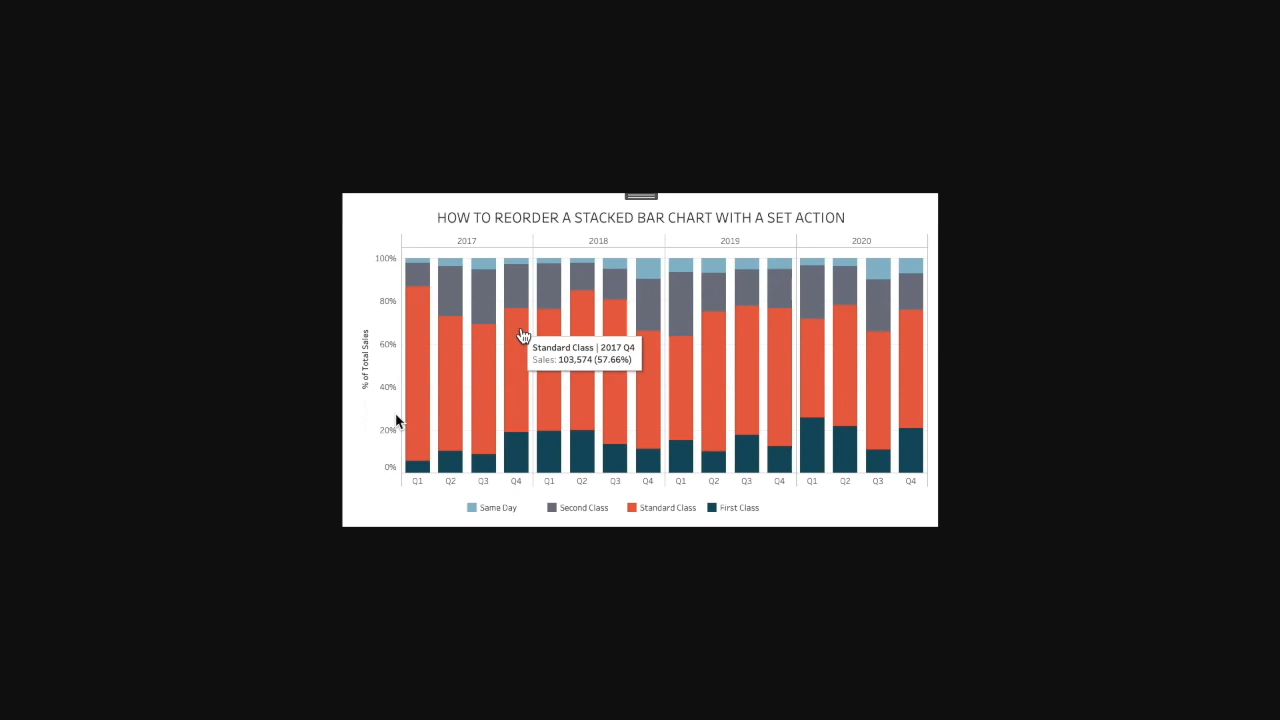 HOW TO REORDER A STACKED BAR CHART WITH A SET ACTION
2017 2018 2019 2020
100%
80%
60%
40%
20%
0%
% of Total Sales
Standard Class | 2017 Q4
Sales: 103,574 (57.66%)
Q1 Q2 Q3 Q4 Q1 Q2 Q3 Q4 Q1 Q2 Q3 Q4 Q1 Q2 Q3 Q4
Same Day Second Class Standard Class First Class